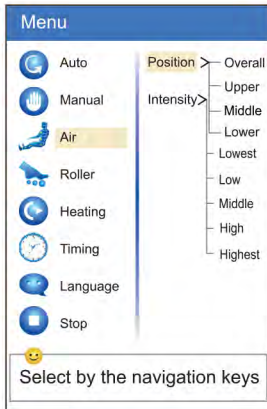 Menu
Auto
Manual
Air
Roller
Heating
Timing
Language
Stop
Position
Overall
Upper
Middle
Lower
Intensity
Lowest
Low
Middle
High
Highest
Select by the navigation keys